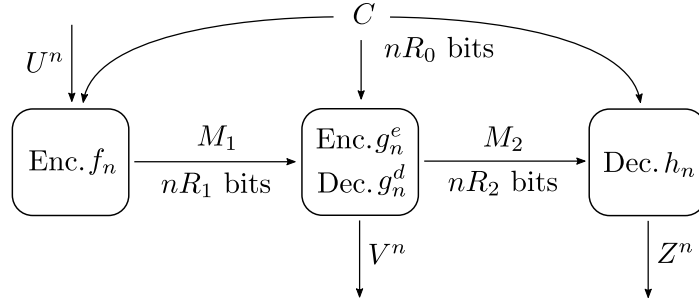 C
U^n
nR_0 bits
Enc. f_n
M_1
nR_1 bits
Enc. g_n^e
Dec. g_n^d
M_2
nR_2 bits
Dec. h_n
V^n
Z^n